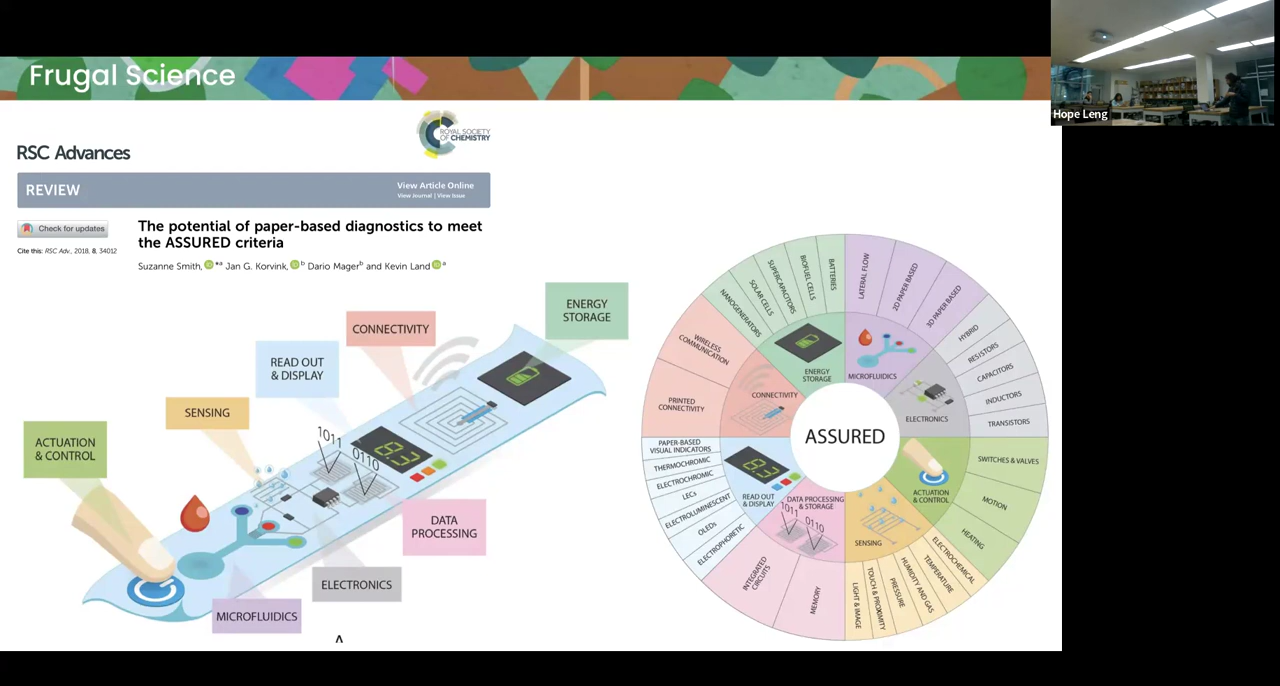 Frugal Science
Hope Leng
ROYAL SOCIETY
OF CHEMISTRY
RSC Advances
REVIEW
View Article Online
View Journal | View Issue
Check for updates
Cite this: RSC Adv., 2018, 8, 34012
The potential of paper-based diagnostics to meet
the ASSURED criteria
Suzanne Smith, *a Jan G. Korvink, b Dario Mager b and Kevin Land a
ENERGY
STORAGE
CONNECTIVITY
READ OUT
& DISPLAY
SENSING
ACTUATION
& CONTROL
1011
0110
8.3
DATA
PROCESSING
ELECTRONICS
MICROFLUIDICS
^
ASSURED
ENERGY
STORAGE
NANOGENERATORS
SOLAR CELLS
SUPERCAPACITORS
BIOFUEL CELLS
BATTERIES
MICROFLUIDICS
LATERAL FLOW
2D PAPER BASED
3D PAPER BASED
ELECTRONICS
HYBRID
RESISTORS
CAPACITORS
INDUCTORS
TRANSISTORS
ACTUATION
& CONTROL
SWITCHES & VALVES
MOTION
HEATING
SENSING
ELECTROCHEMICAL
TEMPERATURE
HUMIDITY AND GAS
PRESSURE
TOUCH & PROXIMITY
LIGHT & IMAGE
DATA PROCESSING
& STORAGE
1011
0110
MEMORY
INTEGRATED
CIRCUITS
READ OUT
& DISPLAY
8.3
ELECTROPHORETIC
OLEDs
ELECTROLUMINESCENT
LECs
ELECTROCHROMIC
THERMOCHROMIC
PAPER-BASED
VISUAL INDICATORS
CONNECTIVITY
PRINTED
CONNECTIVITY
WIRELESS
COMMUNICATION